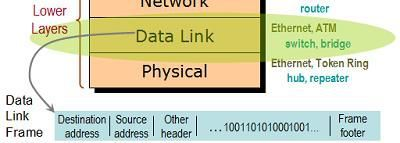 Network
router
Lower
Layers
Data Link
Ethernet, ATM
switch, bridge
Physical
Ethernet, Token Ring
hub, repeater
Data
Link
Frame
Destination address
Source address
Other header
...1001101010001001...
Frame footer